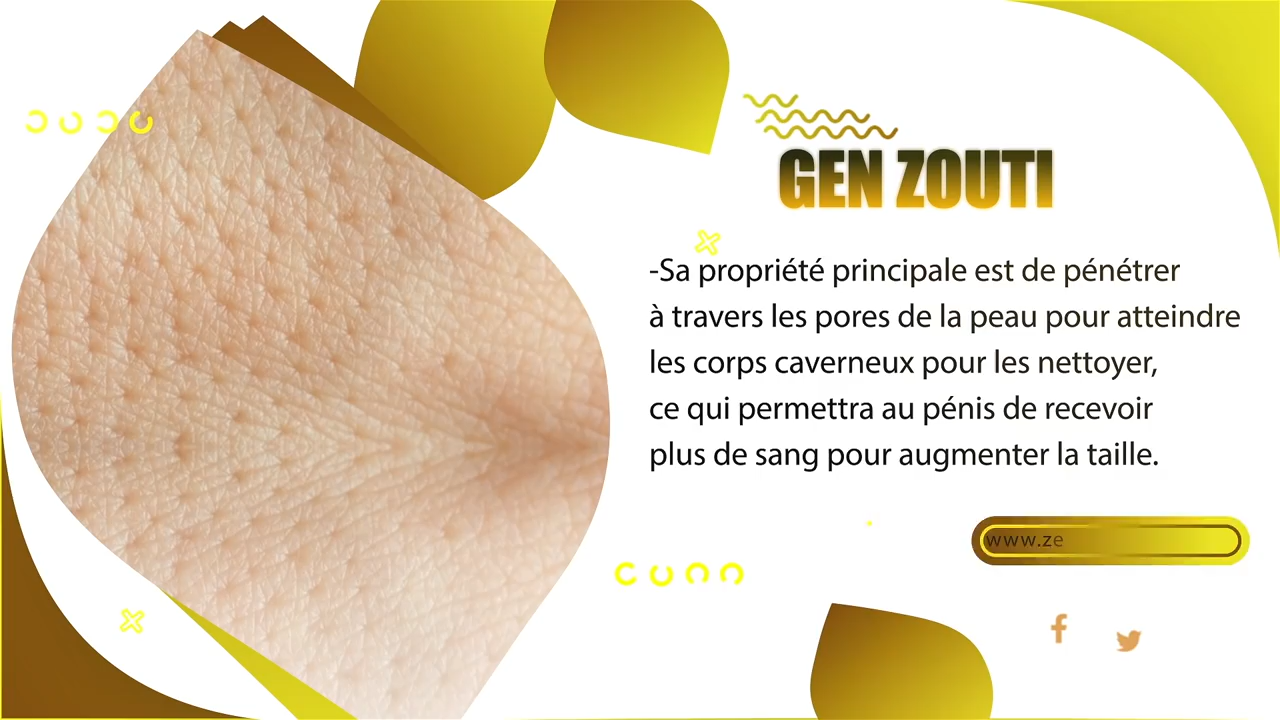 GEN ZOUTI
-Sa propriété principale est de pénétrer
à travers les pores de la peau pour atteindre
les corps caverneux pour les nettoyer,
ce qui permettra au pénis de recevoir
plus de sang pour augmenter la taille.
www.ze